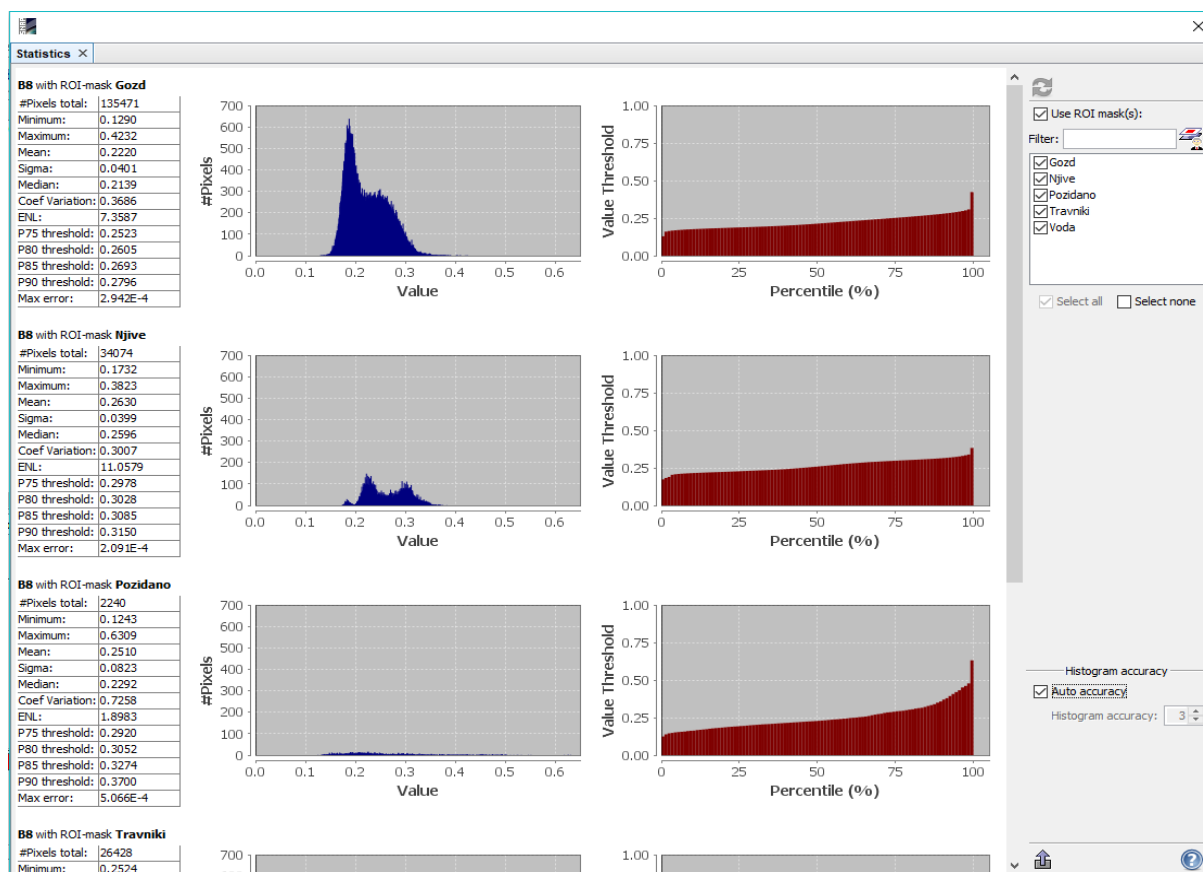 Statistics
B8 with ROI-mask Gozd
#Pixels total: 135471
Minimum: 0.1290
Maximum: 0.4232
Mean: 0.2220
Sigma: 0.0401
Median: 0.2139
Coef Variation: 0.3686
ENL: 7.3587
P75 threshold: 0.2523
P80 threshold: 0.2605
P85 threshold: 0.2693
P90 threshold: 0.2796
Max error: 2.942E-4
#Pixels
700
600
500
400
300
200
100
0
0.0 0.1 0.2 0.3 0.4 0.5 0.6
Value
Value Threshold
1.00
0.75
0.50
0.25
0.00
0 25 50 75 100
Percentile (%)
B8 with ROI-mask Njive
#Pixels total: 34074
Minimum: 0.1732
Maximum: 0.3823
Mean: 0.2630
Sigma: 0.0399
Median: 0.2596
Coef Variation: 0.3007
ENL: 11.0579
P75 threshold: 0.2978
P80 threshold: 0.3028
P85 threshold: 0.3085
P90 threshold: 0.3150
Max error: 2.091E-4
#Pixels
700
600
500
400
300
200
100
0
0.0 0.1 0.2 0.3 0.4 0.5 0.6
Value
Value Threshold
1.00
0.75
0.50
0.25
0.00
0 25 50 75 100
Percentile (%)
B8 with ROI-mask Pozidano
#Pixels total: 2240
Minimum: 0.1243
Maximum: 0.6309
Mean: 0.2510
Sigma: 0.0823
Median: 0.2292
Coef Variation: 0.7258
ENL: 1.8983
P75 threshold: 0.2920
P80 threshold: 0.3052
P85 threshold: 0.3274
P90 threshold: 0.3700
Max error: 5.066E-4
#Pixels
700
600
500
400
300
200
100
0
0.0 0.1 0.2 0.3 0.4 0.5 0.6
Value
Value Threshold
1.00
0.75
0.50
0.25
0.00
0 25 50 75 100
Percentile (%)
B8 with ROI-mask Travniki
#Pixels total: 26428
Minimum: 0.2524
700
1.00
Use ROI mask(s):
Filter:
Gozd
Njive
Pozidano
Travniki
Voda
Select all Select none
Histogram accuracy
Auto accuracy
Histogram accuracy: 3